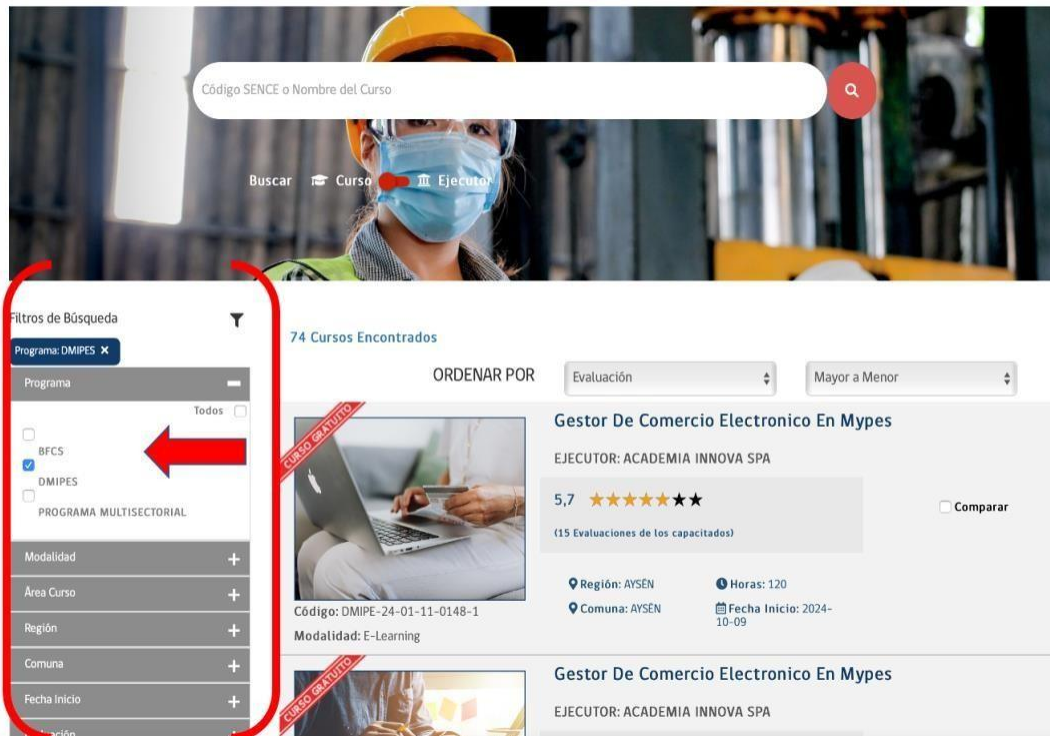 Código SENCE o Nombre del Curso
Buscar Curso Ejecutor
Filtros de Búsqueda
Programa: DMIPES ✕
Programa
Todos
BFCS
DMIPES
PROGRAMA MULTISECTORIAL
Modalidad
Área Curso
Región
Comuna
Fecha Inicio
74 Cursos Encontrados
ORDENAR POR Evaluación Mayor a Menor
CURSO GRATUITO
Gestor De Comercio Electronico En Mypes
EJECUTOR: ACADEMIA INNOVA SPA
5,7
(15 Evaluaciones de los capacitados)
Comparar
Región: AYSÉN Horas: 120
Comuna: AYSÉN Fecha Inicio: 2024-
10-09
Código: DMIPE-24-01-11-0148-1
Modalidad: E-Learning
CURSO GRATUITO
Gestor De Comercio Electronico En Mypes
EJECUTOR: ACADEMIA INNOVA SPA